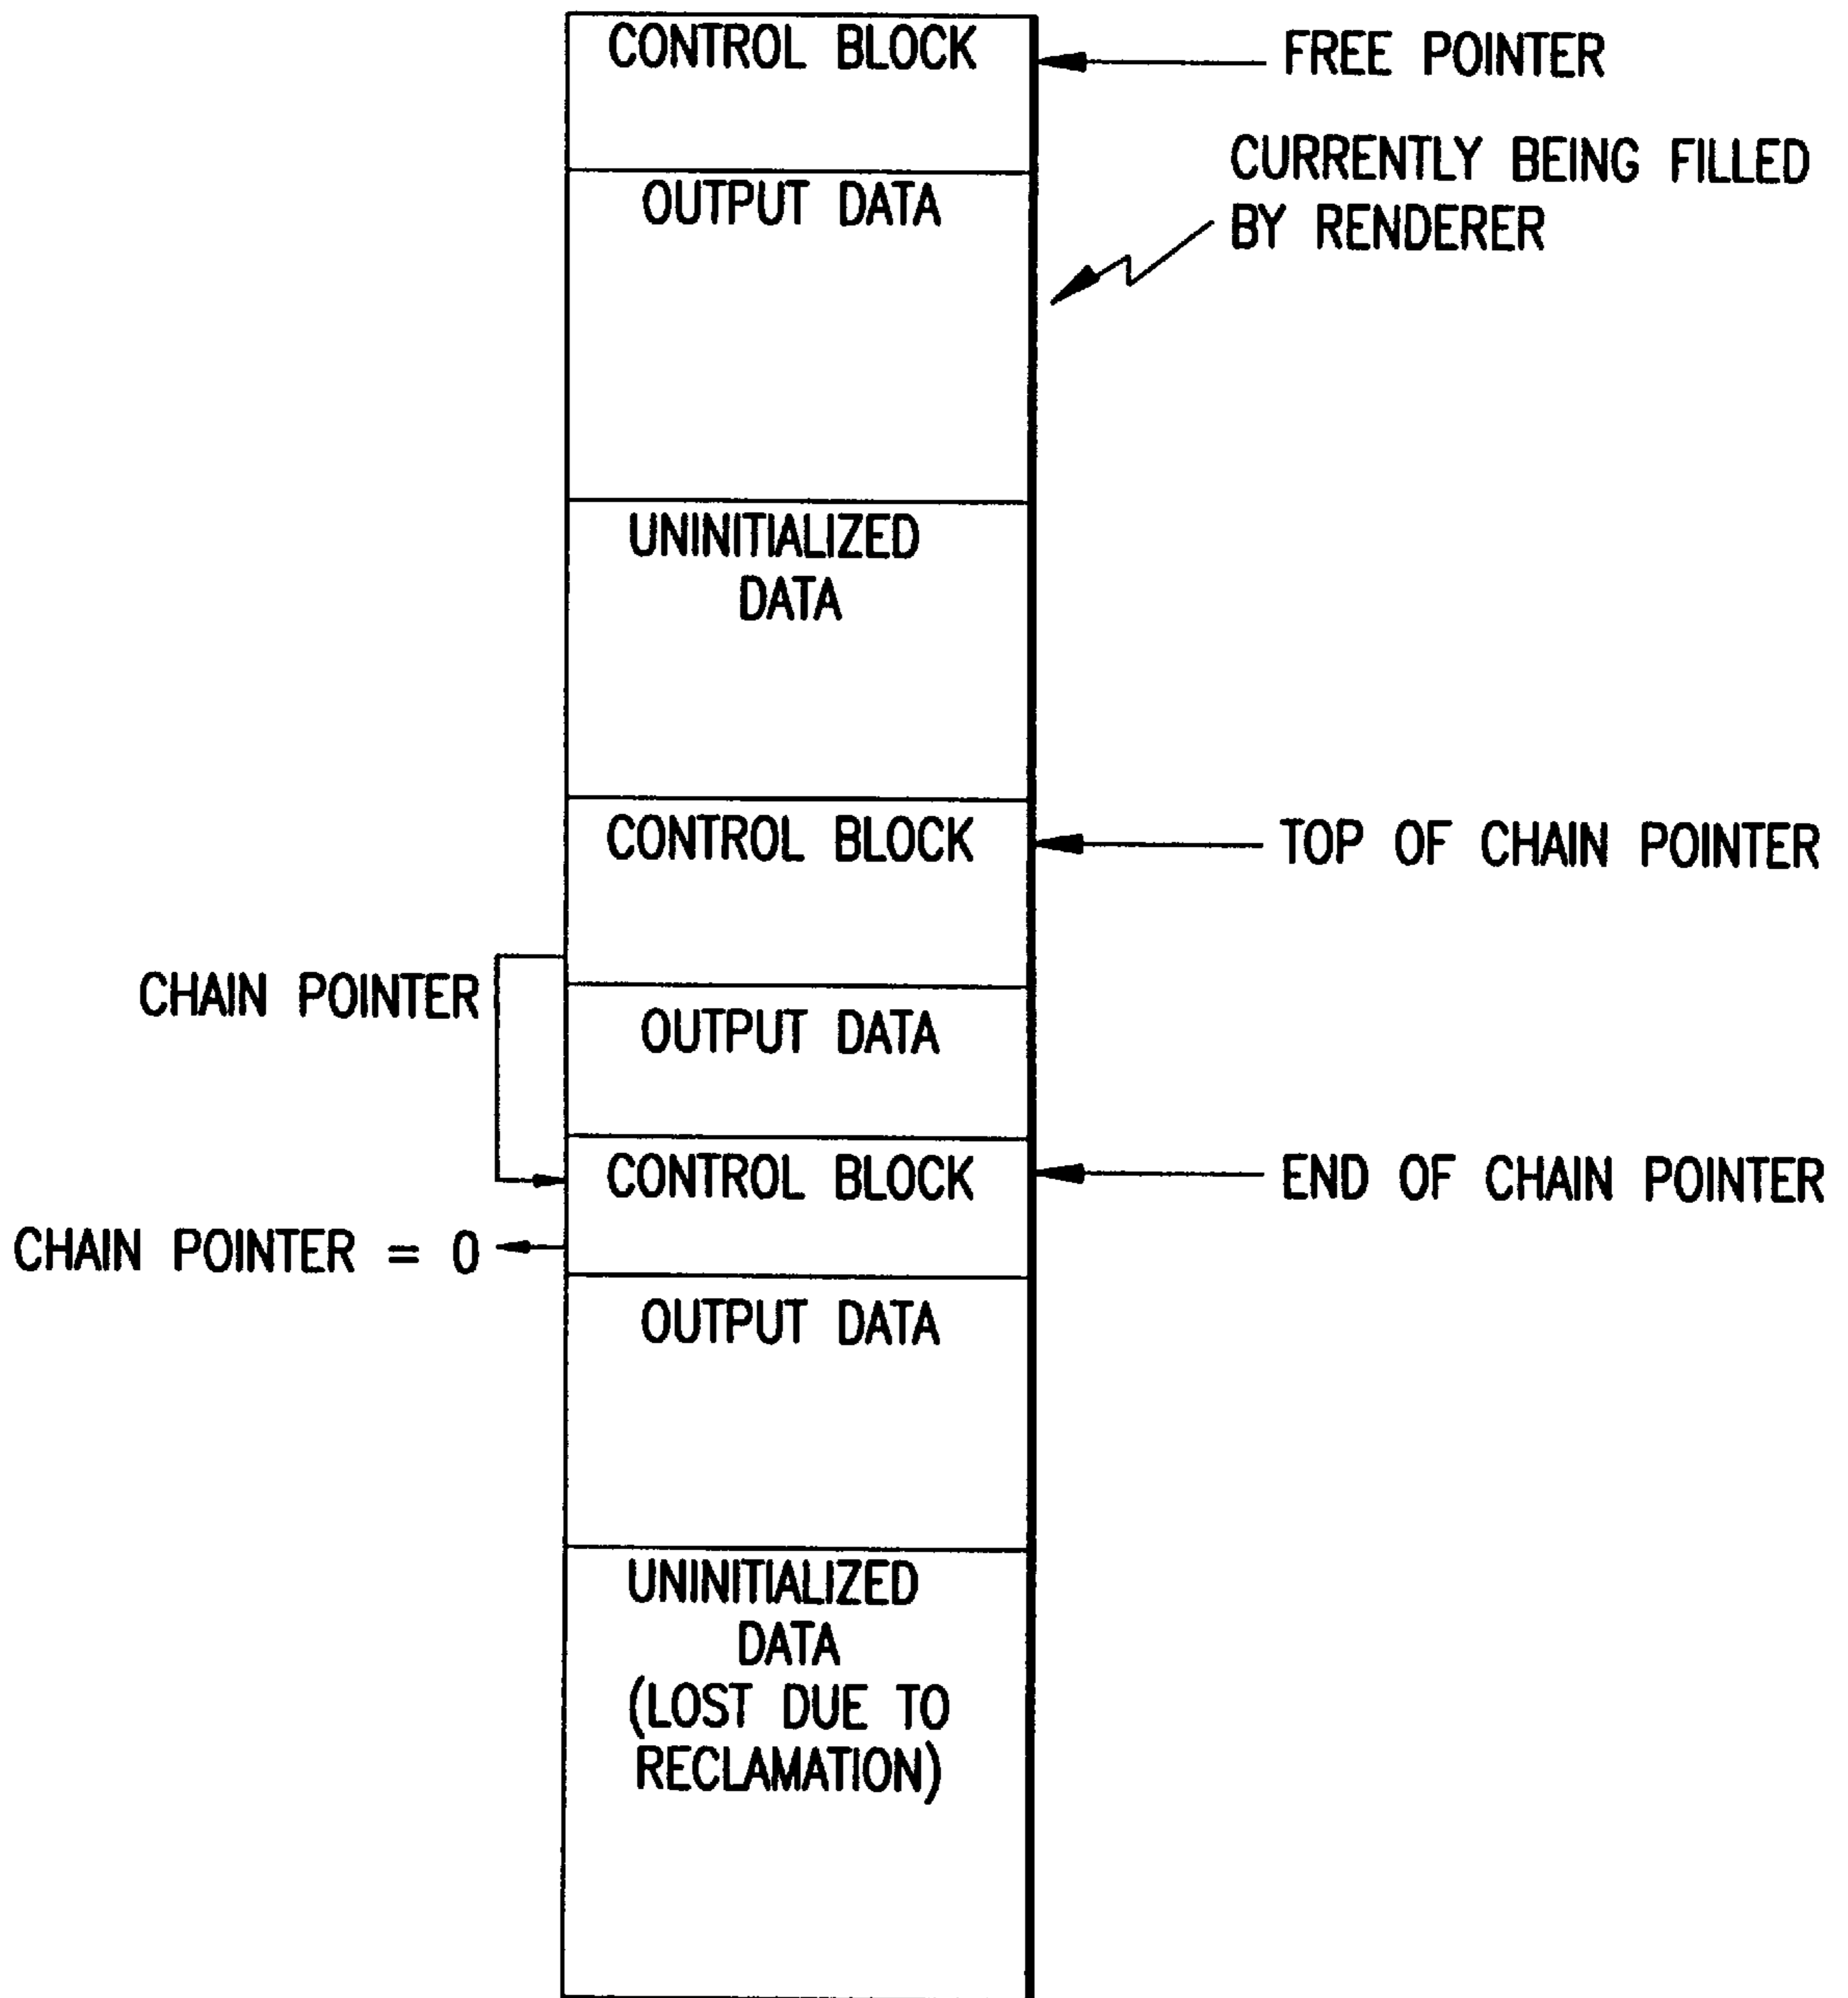 CONTROL BLOCK
FREE POINTER
CURRENTLY BEING FILLED
BY RENDERER
OUTPUT DATA
UNINITIALIZED
DATA
CONTROL BLOCK
TOP OF CHAIN POINTER
CHAIN POINTER
OUTPUT DATA
CONTROL BLOCK
END OF CHAIN POINTER
CHAIN POINTER = 0
OUTPUT DATA
UNINITIALIZED
DATA
(LOST DUE TO
RECLAMATION)